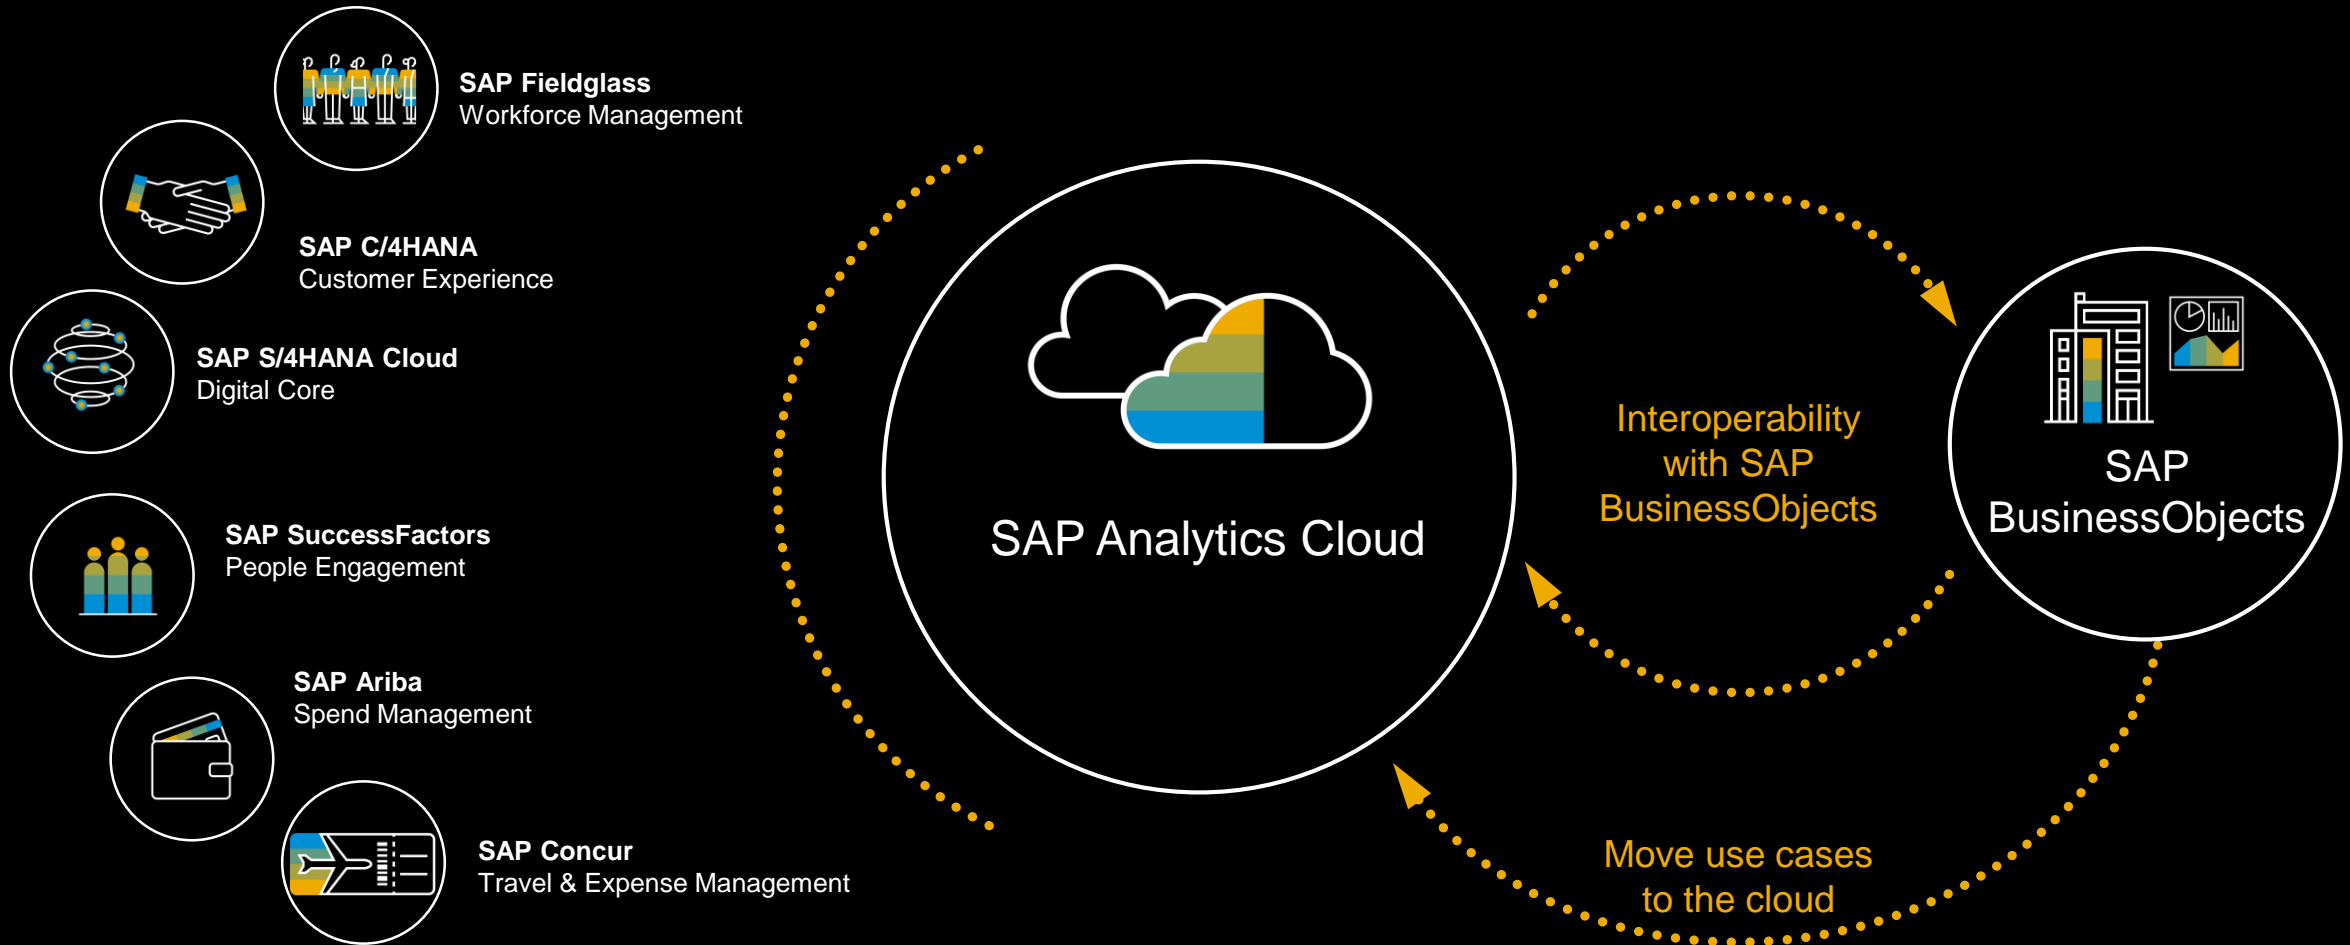 SAP Fieldglass
Workforce Management
SAP C/4HANA
Customer Experience
SAP S/4HANA Cloud
Digital Core
SAP SuccessFactors
People Engagement
SAP Ariba
Spend Management
SAP Concur
Travel & Expense Management
SAP Analytics Cloud
Interoperability
with SAP
BusinessObjects
Move use cases
to the cloud
SAP
BusinessObjects